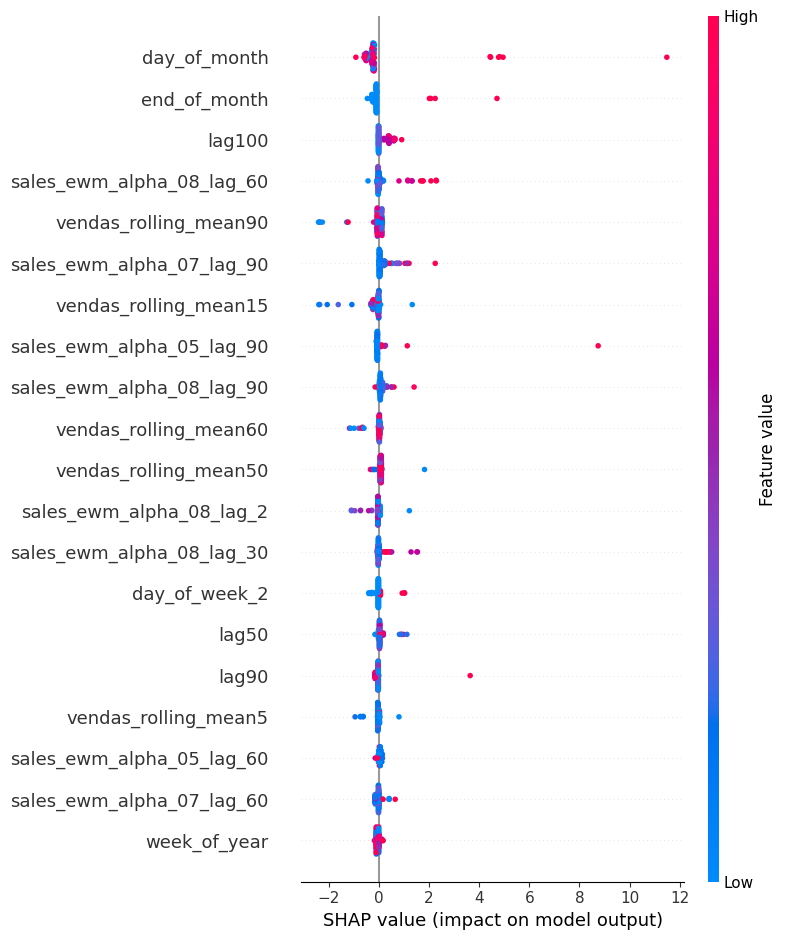 High
day_of_month
end_of_month
lag100
sales_ewm_alpha_08_lag_60
vendas_rolling_mean90
sales_ewm_alpha_07_lag_90
vendas_rolling_mean15
sales_ewm_alpha_05_lag_90
sales_ewm_alpha_08_lag_90
vendas_rolling_mean60
vendas_rolling_mean50
sales_ewm_alpha_08_lag_2
sales_ewm_alpha_08_lag_30
day_of_week_2
lag50
lag90
vendas_rolling_mean5
sales_ewm_alpha_05_lag_60
sales_ewm_alpha_07_lag_60
week_of_year
Feature value
Low
−2 0 2 4 6 8 10 12
SHAP value (impact on model output)